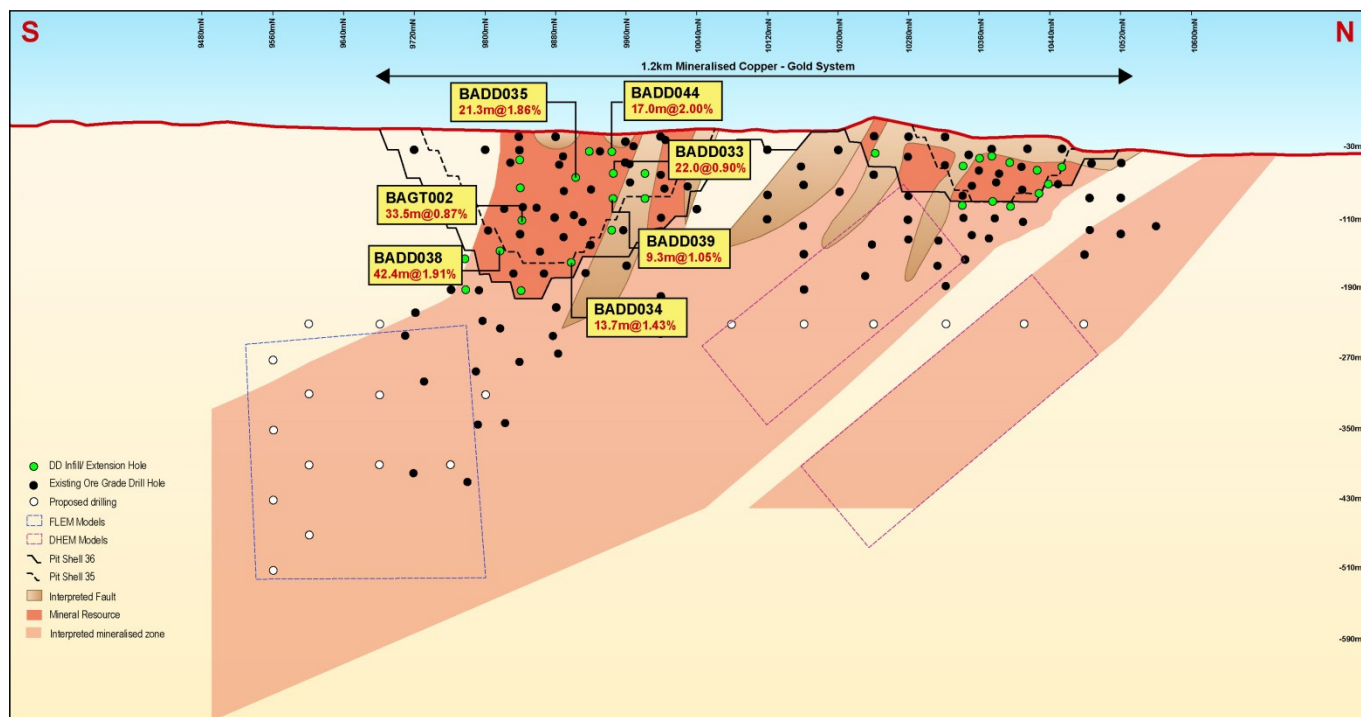 S
N
9480mN
9560mN
9640mN
9720mN
9800mN
9880mN
9960mN
10040mN
10120mN
10200mN
10280mN
10360mN
10440mN
10520mN
10600mN
1.2km Mineralised Copper - Gold System
BADD035
21.3m@1.86%
BADD044
17.0m@2.00%
BADD033
22.0@0.90%
BAGT002
33.5m@0.87%
BADD039
9.3m@1.05%
BADD038
42.4m@1.91%
BADD034
13.7m@1.43%
-30m
-110m
-190m
-270m
-350m
-430m
-510m
-590m
DD Infill/ Extension Hole
Existing Ore Grade Drill Hole
Proposed drilling
FLEM Models
DHEM Models
Pit Shell 36
Pit Shell 35
Interpreted Fault
Mineral Resource
Interpreted mineralised zone